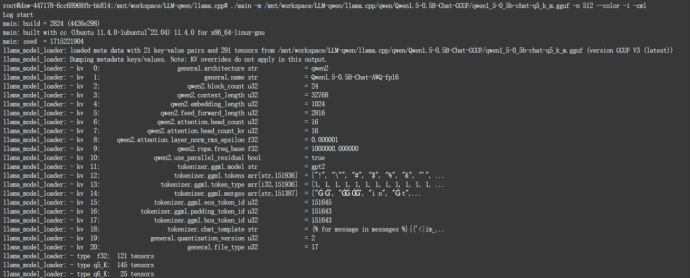 root@dsw-447178-6cc68968fb-bk814:/mnt/workspace/LLM-qwen/llama.cpp# ./main -m /mnt/workspace/LLM-qwen/llama.cpp/qwen/Qwen1.5-0.5B-Chat-GGUF/qwen1_5-0_5b-chat-q5_k_m.gguf -n 512 --color -i -cml
Log start
main: build = 2824 (4426e298)
main: built with cc (Ubuntu 11.4.0-1ubuntu1~22.04) 11.4.0 for x86_64-linux-gnu
main: seed = 1715221904
llama_model_loader: loaded meta data with 21 key-value pairs and 291 tensors from /mnt/workspace/LLM-qwen/llama.cpp/qwen/Qwen1.5-0.5B-Chat-GGUF/qwen1_5-0_5b-chat-q5_k_m.gguf (version GGUF V3 (latest))
llama_model_loader: Dumping metadata keys/values. Note: KV overrides do not apply in this output.
llama_model_loader: - kv 0: general.architecture str = qwen2
llama_model_loader: - kv 1: general.name str = Qwen1.5-0.5B-Chat-AWQ-fp16
llama_model_loader: - kv 2: qwen2.block_count u32 = 24
llama_model_loader: - kv 3: qwen2.context_length u32 = 32768
llama_model_loader: - kv 4: qwen2.embedding_length u32 = 1024
llama_model_loader: - kv 5: qwen2.feed_forward_length u32 = 2816
llama_model_loader: - kv 6: qwen2.attention.head_count u32 = 16
llama_model_loader: - kv 7: qwen2.attention.head_count_kv u32 = 16
llama_model_loader: - kv 8: qwen2.attention.layer_norm_rms_epsilon f32 = 0.000001
llama_model_loader: - kv 9: qwen2.rope.freq_base f32 = 1000000.000000
llama_model_loader: - kv 10: qwen2.use_parallel_residual bool = true
llama_model_loader: - kv 11: tokenizer.ggml.model str = gpt2
llama_model_loader: - kv 12: tokenizer.ggml.tokens arr[str,151936] = ["!", "\"", "#", "$", "%", "&", "'", ...
llama_model_loader: - kv 13: tokenizer.ggml.token_type arr[i32,151936] = [1, 1, 1, 1, 1, 1, 1, 1, 1, 1, 1, 1, ...
llama_model_loader: - kv 14: tokenizer.ggml.merges arr[str,151387] = ["Ġ Ġ", "ĠĠ ĠĠ", "i n", "Ġ t",...
llama_model_loader: - kv 15: tokenizer.ggml.eos_token_id u32 = 151645
llama_model_loader: - kv 16: tokenizer.ggml.padding_token_id u32 = 151643
llama_model_loader: - kv 17: tokenizer.ggml.bos_token_id u32 = 151643
llama_model_loader: - kv 18: tokenizer.chat_template str = {% for message in messages %}{{'<|im_...
llama_model_loader: - kv 19: general.quantization_version u32 = 2
llama_model_loader: - kv 20: general.file_type u32 = 17
llama_model_loader: - type f32: 121 tensors
llama_model_loader: - type q5_K: 145 tensors
llama_model_loader: - type q6_K: 25 tensors